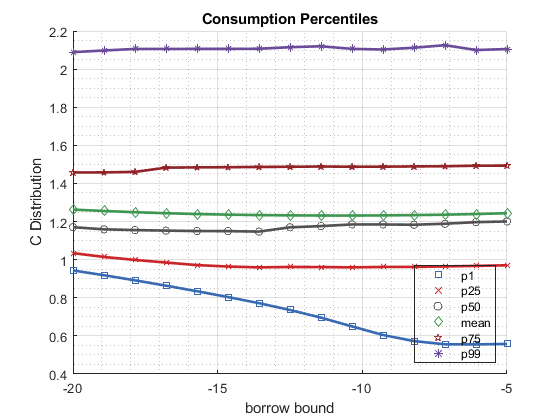 Consumption Percentiles
2.2
2
1.8
1.6
1.4
1.2
1
0.8
0.6
0.4
C Distribution
p1
p25
p50
mean
p75
p99
-20
-15
-10
-5
borrow bound